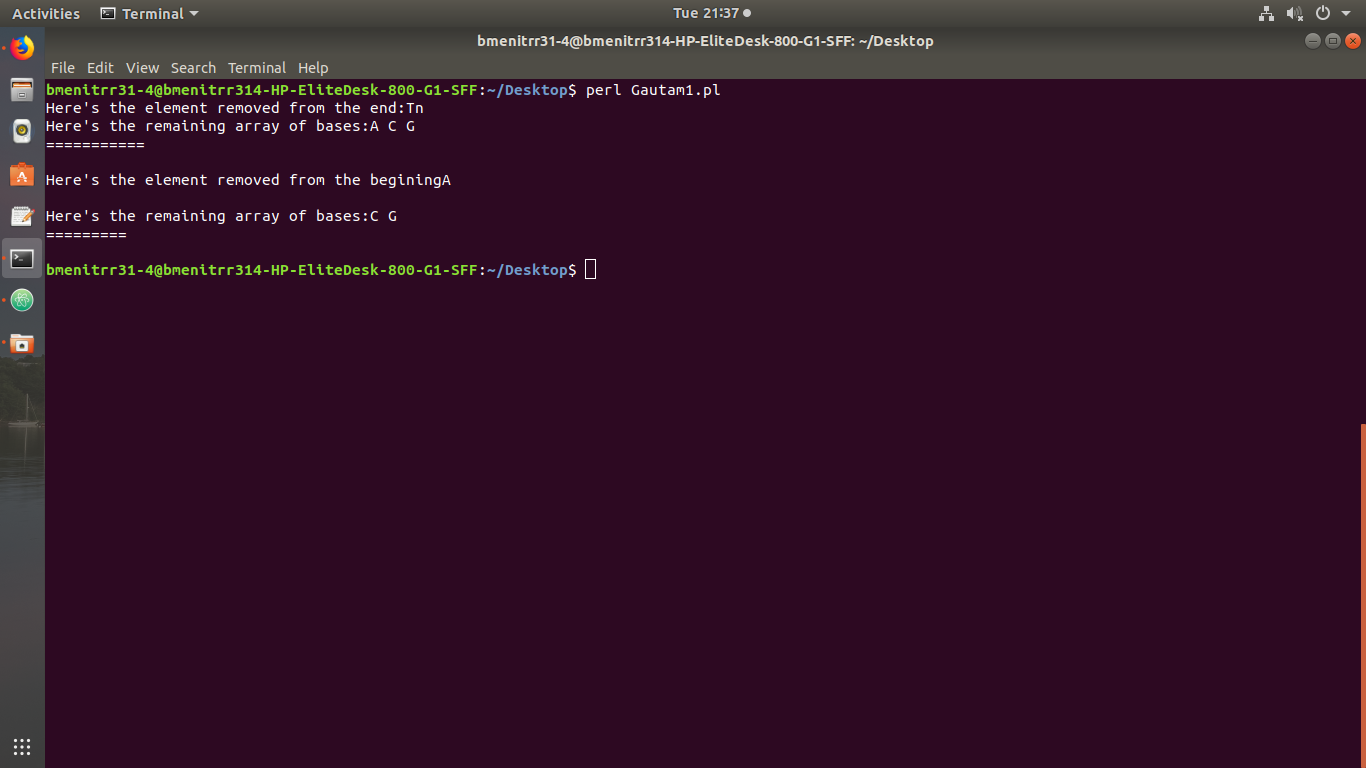 Activities Terminal Tue 21:37
bmenitrr31-4@bmenitrr314-HP-EliteDesk-800-G1-SFF: ~/Desktop
File Edit View Search Terminal Help
bmenitrr31-4@bmenitrr314-HP-EliteDesk-800-G1-SFF:~/Desktop$ perl Gautam1.pl
Here's the element removed from the end:Tn
Here's the remaining array of bases:A C G
===========
Here's the element removed from the beginingA
Here's the remaining array of bases:C G
=========
bmenitrr31-4@bmenitrr314-HP-EliteDesk-800-G1-SFF:~/Desktop$